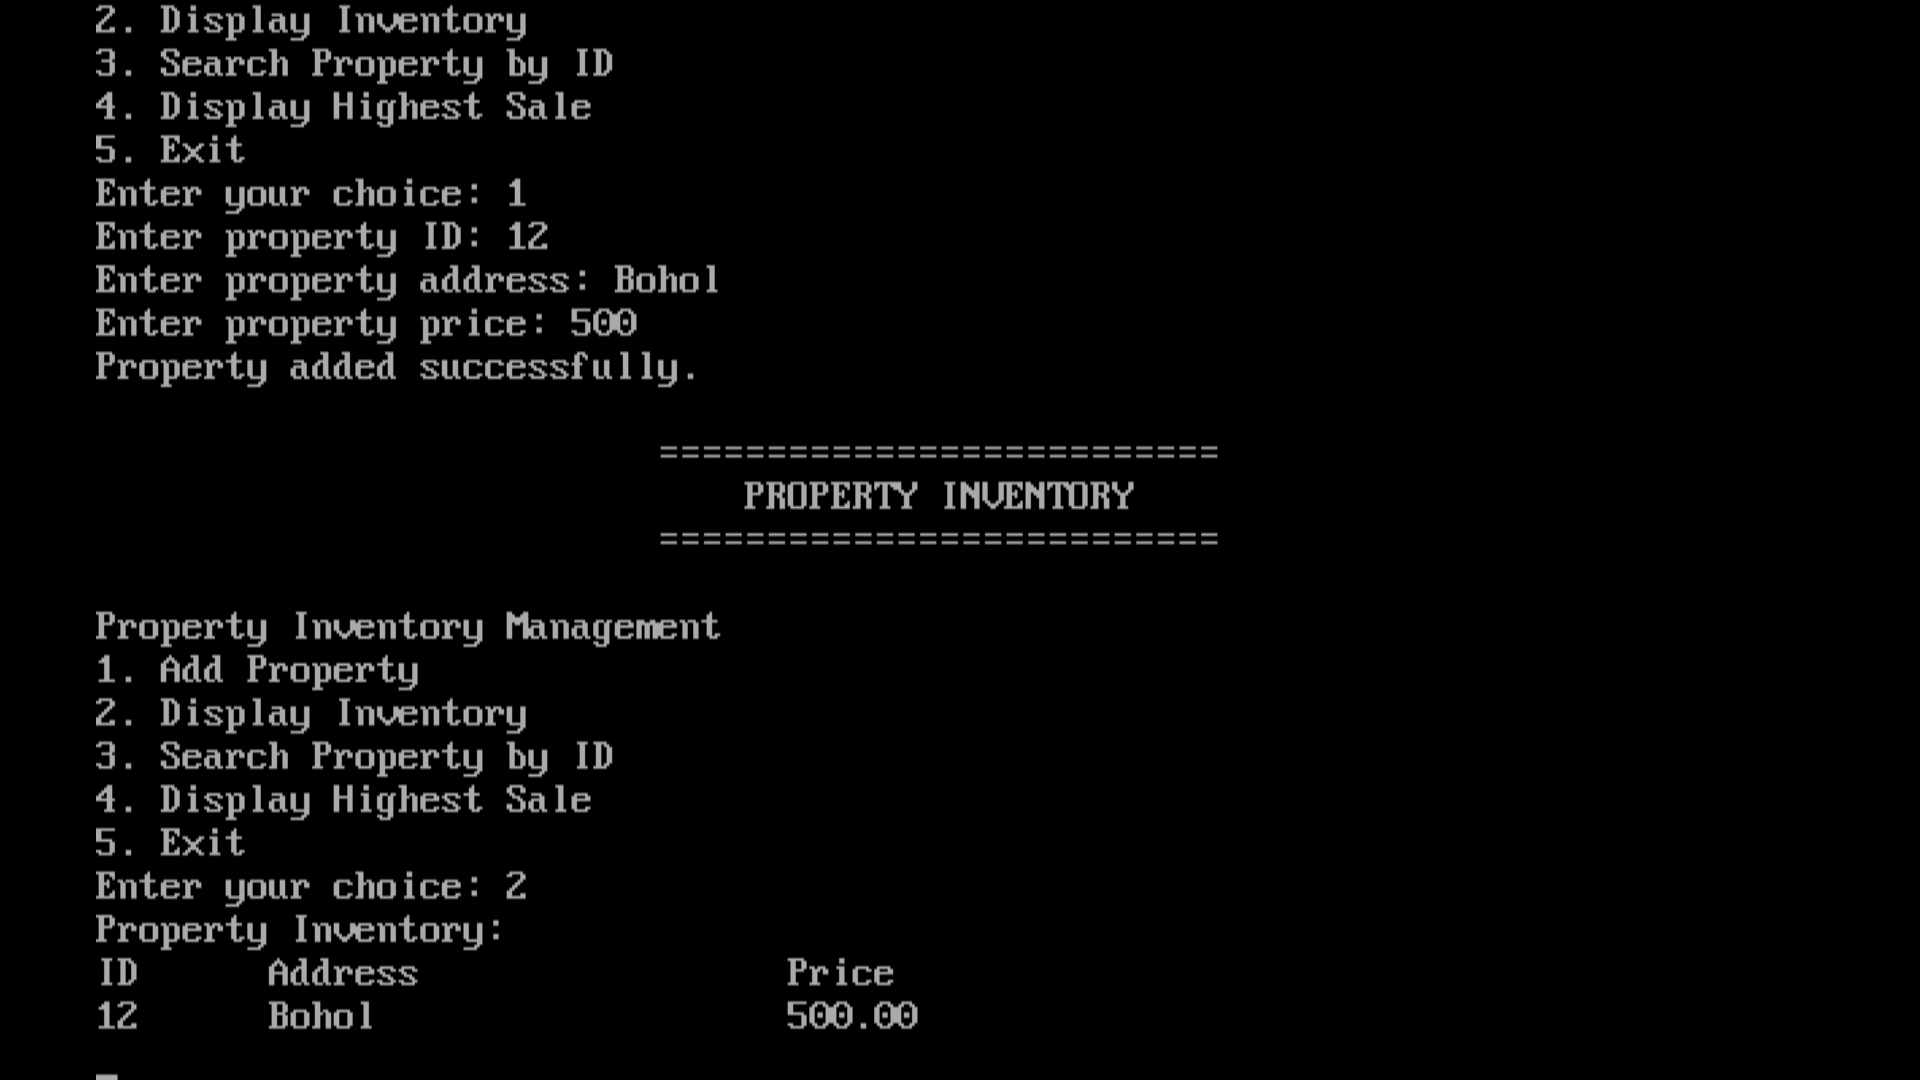 2. Display Inventory
3. Search Property by ID
4. Display Highest Sale
5. Exit
Enter your choice: 1
Enter property ID: 12
Enter property address: Bohol
Enter property price: 500
Property added successfully.
==========================
PROPERTY INVENTORY
==========================
Property Inventory Management
1. Add Property
2. Display Inventory
3. Search Property by ID
4. Display Highest Sale
5. Exit
Enter your choice: 2
Property Inventory:
ID Address Price
12 Bohol 500.00